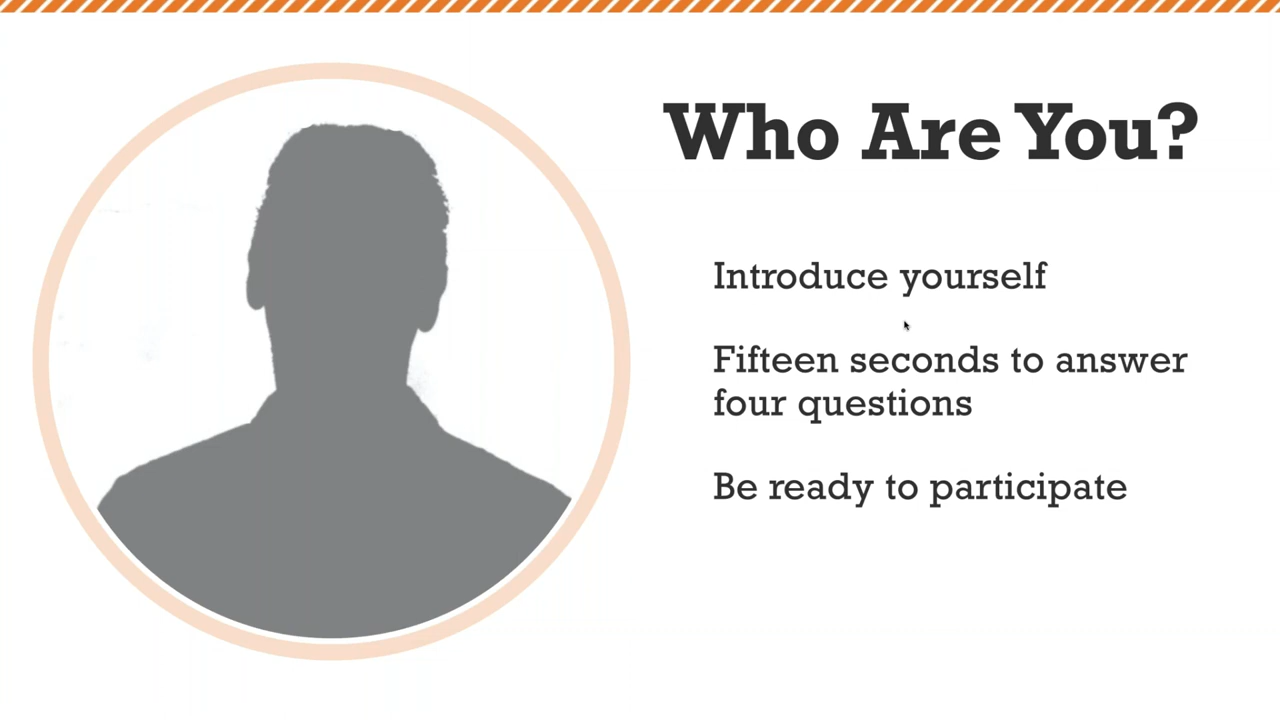 Who Are You?
Introduce yourself
Fifteen seconds to answer
four questions
Be ready to participate